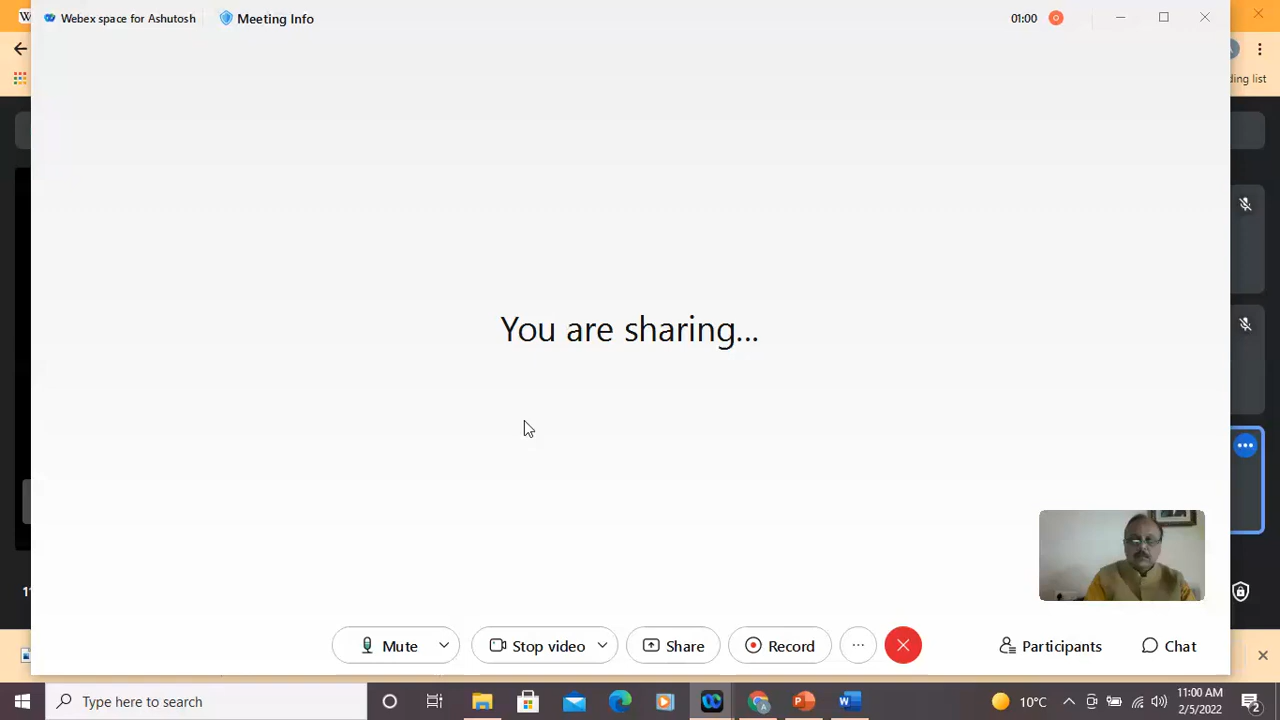 Webex space for Ashutosh
Meeting Info
01:00
ding list
You are sharing...
Mute
Stop video
Share
Record
Participants
Chat
Type here to search
10°C
11:00 AM
2/5/2022
2